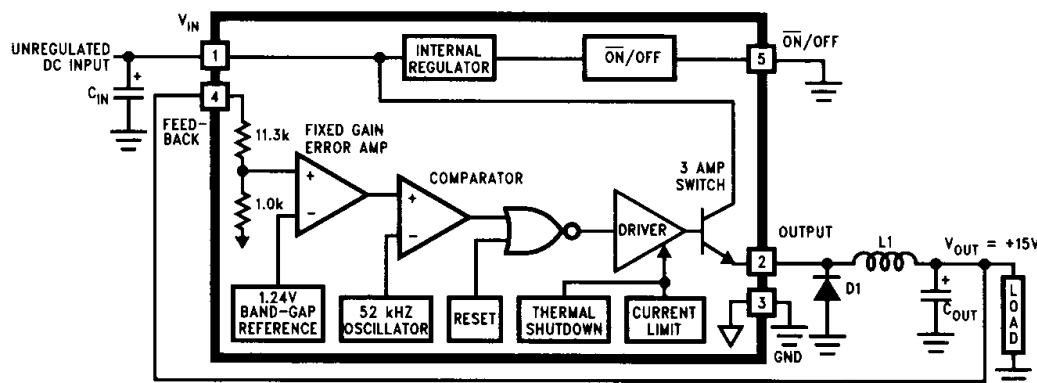 V_IN
UNREGULATED
DC INPUT
+
C_IN
1
4
FEED-
BACK
11.3k
1.0k
INTERNAL
REGULATOR
O̅N̅/OFF
5
O̅N̅/OFF
FIXED GAIN
ERROR AMP
+
−
COMPARATOR
+
−
3 AMP
SWITCH
DRIVER
OUTPUT
2
3
GND
1.24V
BAND-GAP
REFERENCE
52 kHz
OSCILLATOR
RESET
THERMAL
SHUTDOWN
CURRENT
LIMIT
D1
L1
V_OUT = +15V
+
C_OUT
LOAD